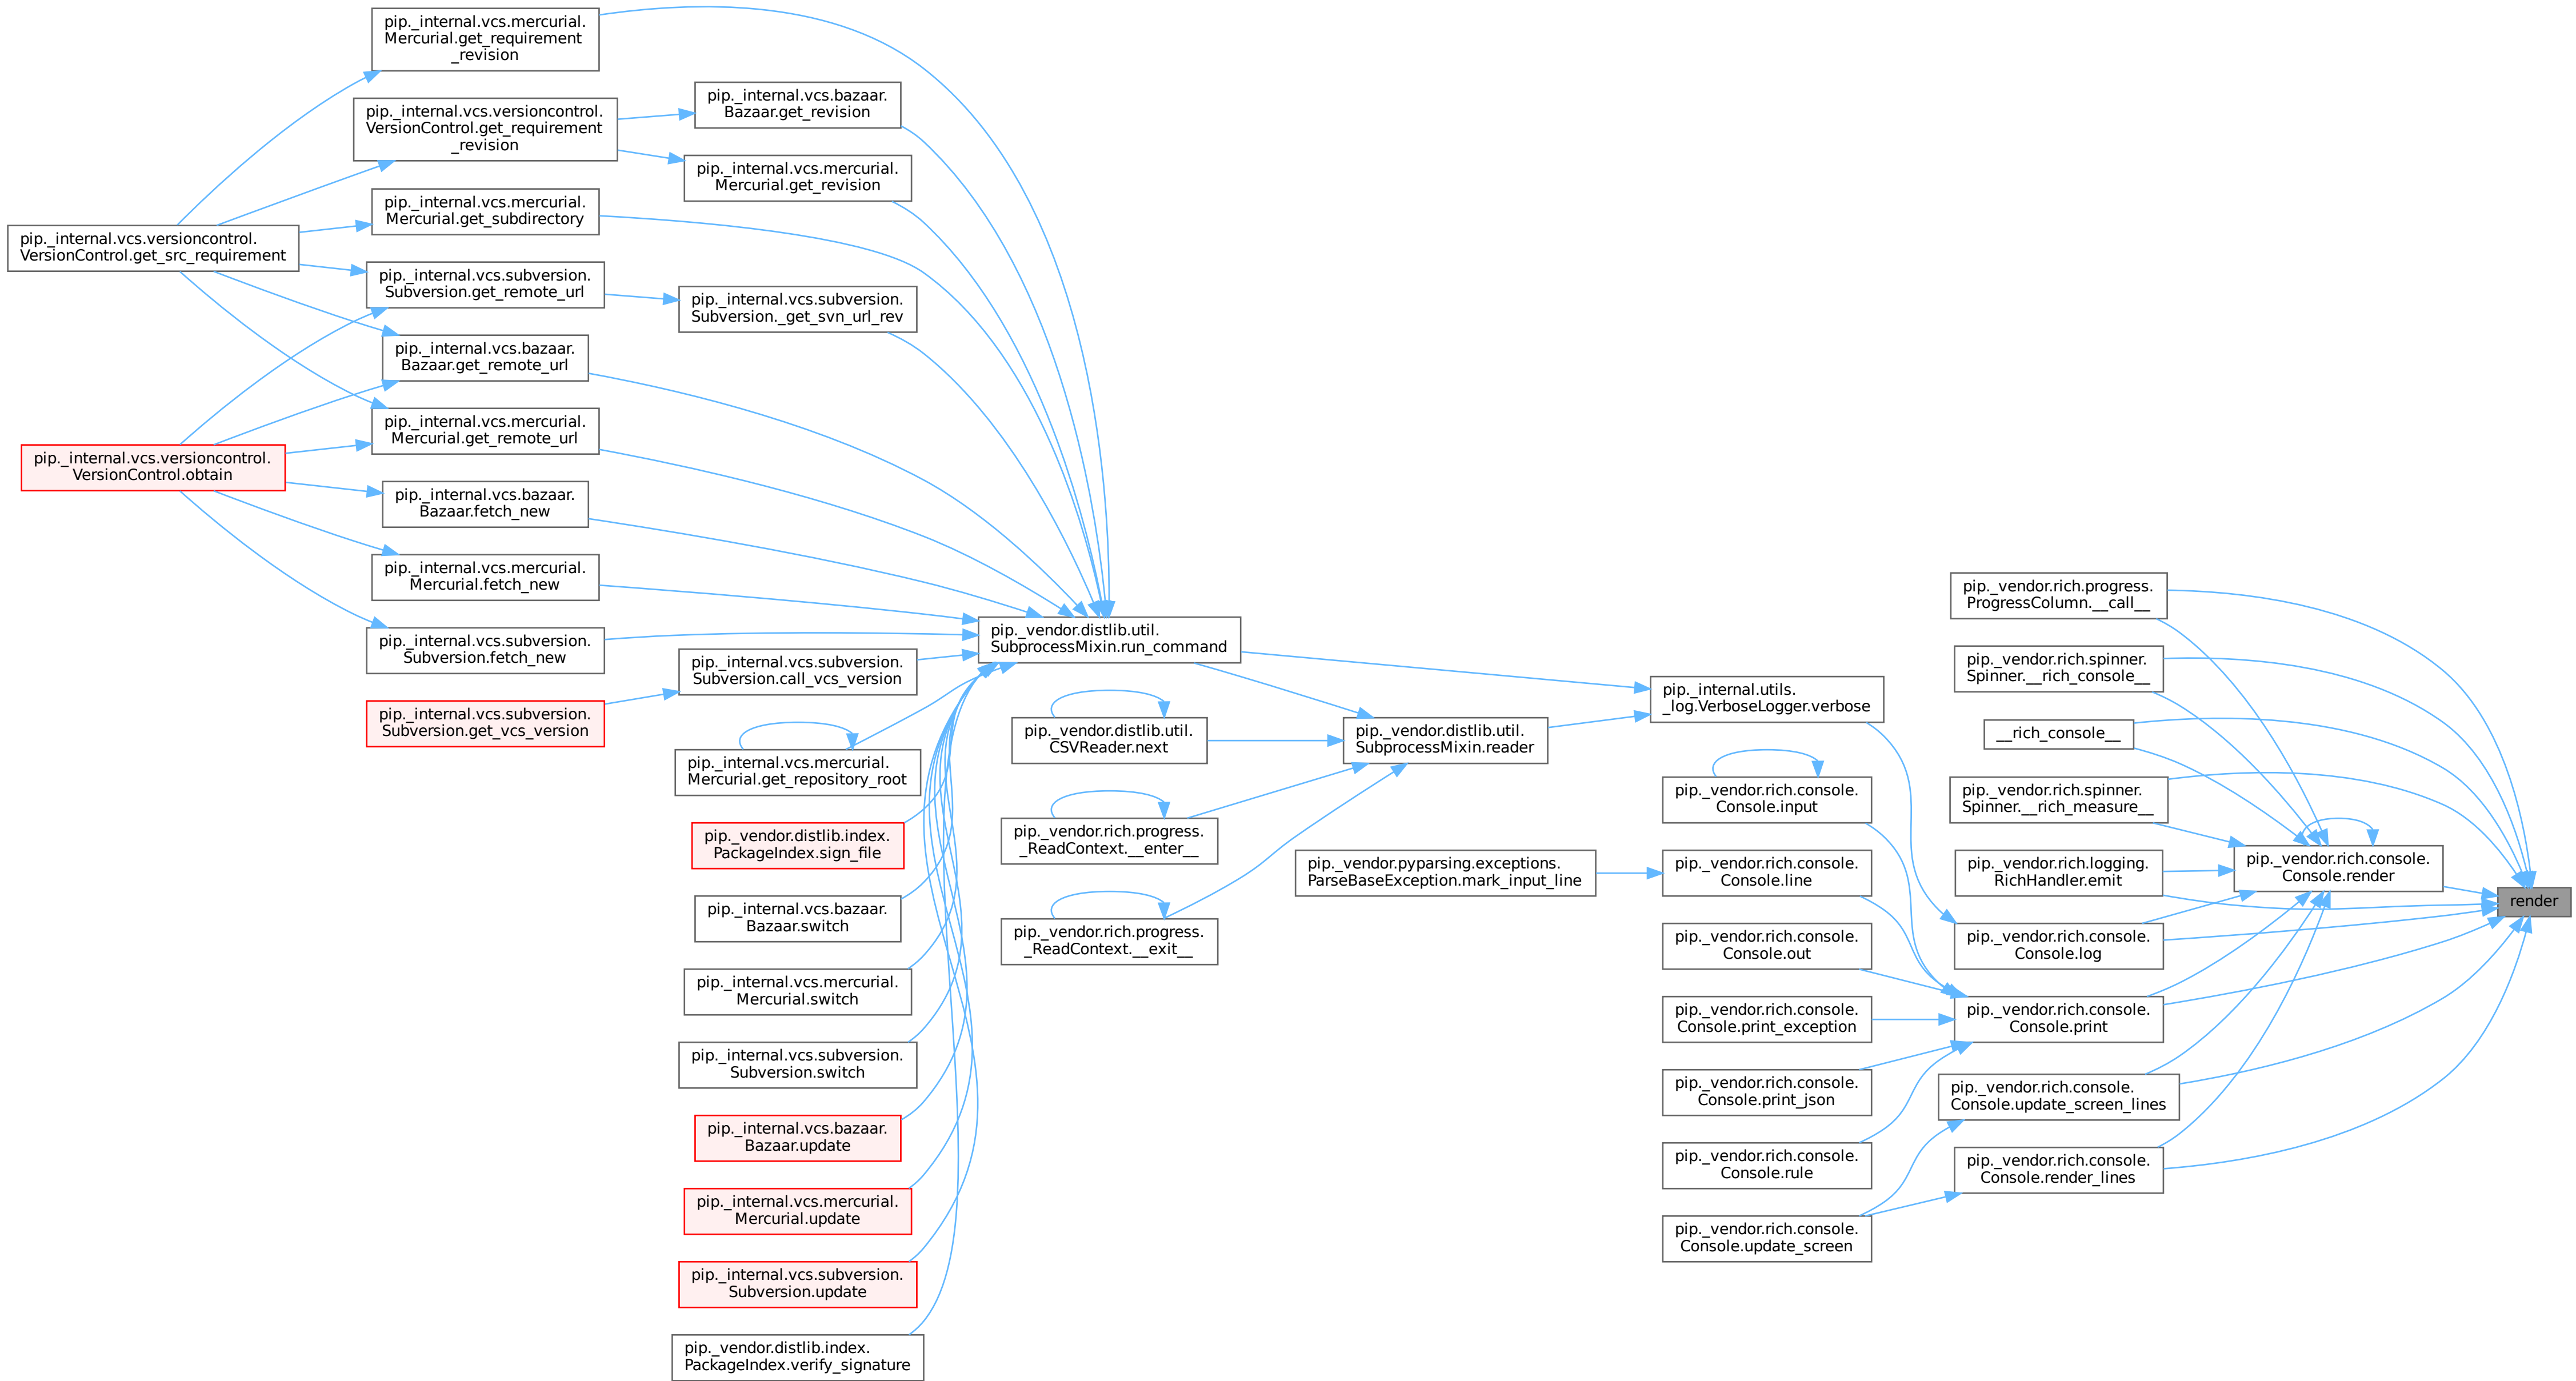 pip._internal.vcs.mercurial.
Mercurial.get_requirement
_revision
pip._internal.vcs.versioncontrol.
VersionControl.get_requirement
_revision
pip._internal.vcs.bazaar.
Bazaar.get_revision
pip._internal.vcs.mercurial.
Mercurial.get_revision
pip._internal.vcs.mercurial.
Mercurial.get_subdirectory
pip._internal.vcs.versioncontrol.
VersionControl.get_src_requirement
pip._internal.vcs.subversion.
Subversion.get_remote_url
pip._internal.vcs.subversion.
Subversion._get_svn_url_rev
pip._internal.vcs.bazaar.
Bazaar.get_remote_url
pip._internal.vcs.mercurial.
Mercurial.get_remote_url
pip._internal.vcs.versioncontrol.
VersionControl.obtain
pip._internal.vcs.bazaar.
Bazaar.fetch_new
pip._internal.vcs.mercurial.
Mercurial.fetch_new
pip._internal.vcs.subversion.
Subversion.fetch_new
pip._vendor.distlib.util.
SubprocessMixin.run_command
pip._internal.vcs.subversion.
Subversion.call_vcs_version
pip._internal.vcs.subversion.
Subversion.get_vcs_version
pip._internal.vcs.mercurial.
Mercurial.get_repository_root
pip._vendor.distlib.index.
PackageIndex.sign_file
pip._internal.vcs.bazaar.
Bazaar.switch
pip._internal.vcs.mercurial.
Mercurial.switch
pip._internal.vcs.subversion.
Subversion.switch
pip._internal.vcs.bazaar.
Bazaar.update
pip._internal.vcs.mercurial.
Mercurial.update
pip._internal.vcs.subversion.
Subversion.update
pip._vendor.distlib.index.
PackageIndex.verify_signature
pip._vendor.distlib.util.
CSVReader.next
pip._vendor.rich.progress.
_ReadContext.__enter__
pip._vendor.rich.progress.
_ReadContext.__exit__
pip._vendor.distlib.util.
SubprocessMixin.reader
pip._vendor.pyparsing.exceptions.
ParseBaseException.mark_input_line
pip._internal.utils.
_log.VerboseLogger.verbose
pip._vendor.rich.console.
Console.input
pip._vendor.rich.console.
Console.line
pip._vendor.rich.console.
Console.out
pip._vendor.rich.console.
Console.print_exception
pip._vendor.rich.console.
Console.print_json
pip._vendor.rich.console.
Console.rule
pip._vendor.rich.console.
Console.update_screen
pip._vendor.rich.progress.
ProgressColumn.__call__
pip._vendor.rich.spinner.
Spinner.__rich_console__
__rich_console__
pip._vendor.rich.spinner.
Spinner.__rich_measure__
pip._vendor.rich.logging.
RichHandler.emit
pip._vendor.rich.console.
Console.log
pip._vendor.rich.console.
Console.print
pip._vendor.rich.console.
Console.update_screen_lines
pip._vendor.rich.console.
Console.render_lines
pip._vendor.rich.console.
Console.render
render